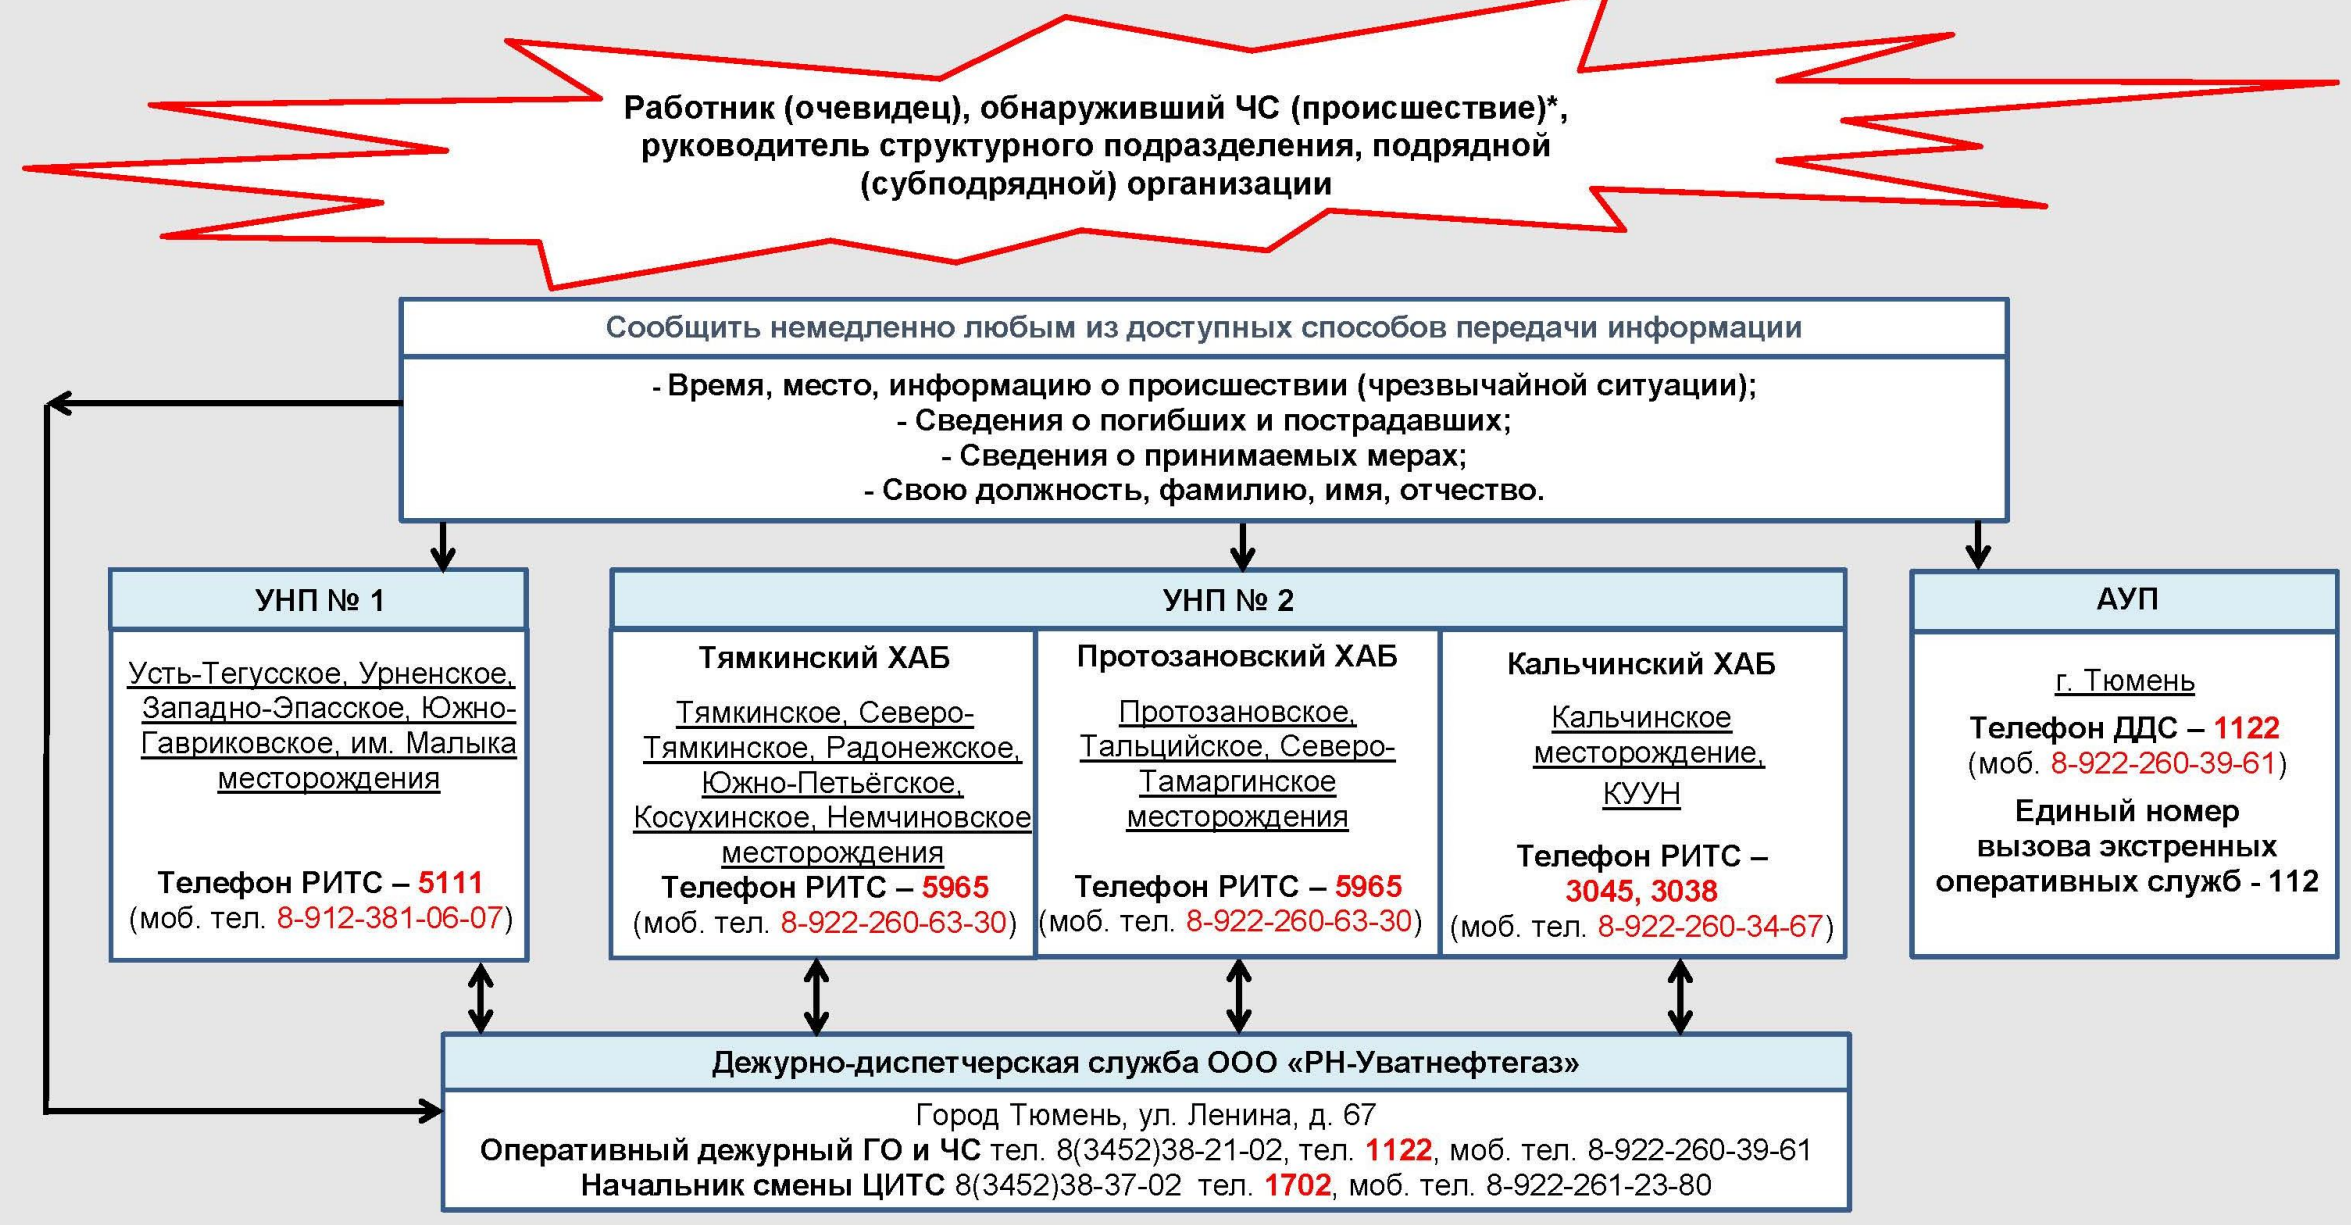 Работник (очевидец), обнаруживший ЧС (происшествие)*,
руководитель структурного подразделения, подрядной
(субподрядной) организации
Сообщить немедленно любым из доступных способов передачи информации
- Время, место, информацию о происшествии (чрезвычайной ситуации);
- Сведения о погибших и пострадавших;
- Сведения о принимаемых мерах;
- Свою должность, фамилию, имя, отчество.
УНП № 1
Усть-Тегусское, Урненское,
Западно-Эпасское, Южно-
Гавриковское, им. Малыка
месторождения
Телефон РИТС – 5111
(моб. тел. 8-912-381-06-07)
УНП № 2
Тямкинский ХАБ
Тямкинское, Северо-
Тямкинское, Радонежское,
Южно-Петьёгское,
Косухинское, Немчиновское
месторождения
Телефон РИТС – 5965
(моб. тел. 8-922-260-63-30)
Протозановский ХАБ
Протозановское,
Тальцийское, Северо-
Тамаргинское
месторождения
Телефон РИТС – 5965
(моб. тел. 8-922-260-63-30)
Кальчинский ХАБ
Кальчинское
месторождение,
КУУН
Телефон РИТС –
3045, 3038
(моб. тел. 8-922-260-34-67)
АУП
г. Тюмень
Телефон ДДС – 1122
(моб. 8-922-260-39-61)
Единый номер
вызова экстренных
оперативных служб - 112
Дежурно-диспетчерская служба ООО «РН-Уватнефтегаз»
Город Тюмень, ул. Ленина, д. 67
Оперативный дежурный ГО и ЧС тел. 8(3452)38-21-02, тел. 1122, моб. тел. 8-922-260-39-61
Начальник смены ЦИТС 8(3452)38-37-02 тел. 1702, моб. тел. 8-922-261-23-80